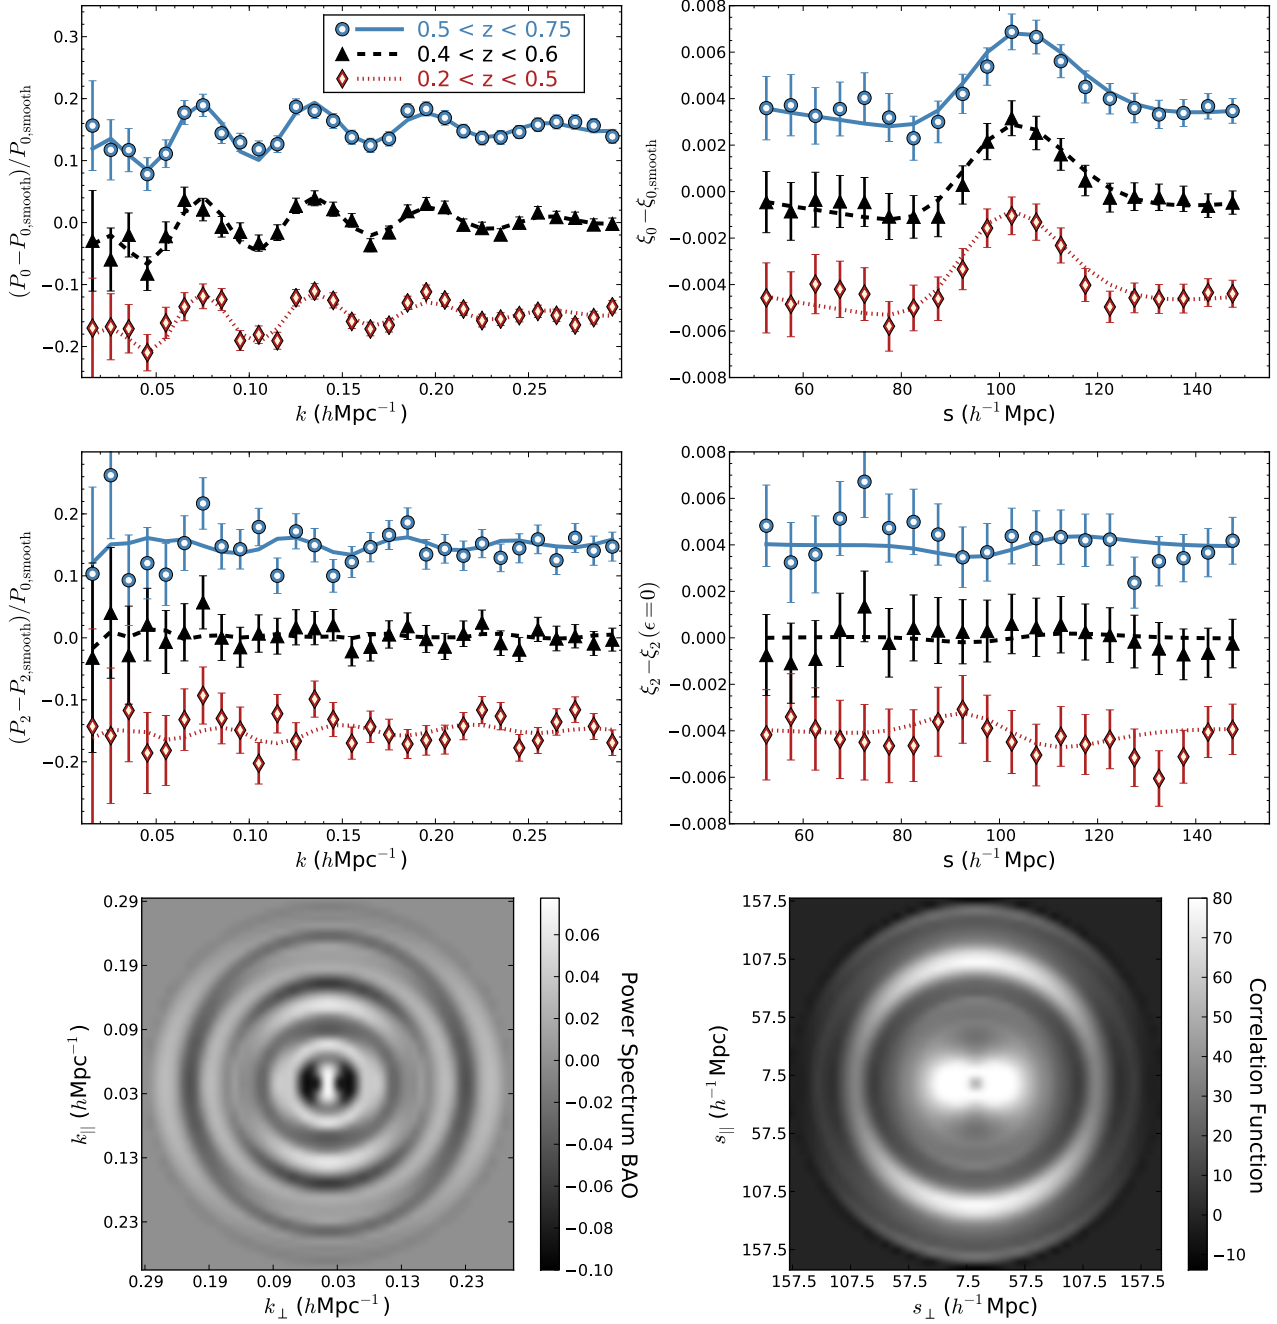 0.5 < z < 0.75
0.4 < z < 0.6
0.2 < z < 0.5
0.3
0.2
0.1
0.0
−0.1
−0.2
(P₀−P₀,smooth)/P₀,smooth
0.05 0.10 0.15 0.20 0.25
k (hMpc⁻¹)
0.008
0.006
0.004
0.002
0.000
−0.002
−0.004
−0.006
−0.008
ξ₀−ξ₀,smooth
60 80 100 120 140
s (h⁻¹Mpc)
0.2
0.1
0.0
−0.1
−0.2
(P₂−P₂,smooth)/P₀,smooth
0.05 0.10 0.15 0.20 0.25
k (hMpc⁻¹)
0.008
0.006
0.004
0.002
0.000
−0.002
−0.004
−0.006
−0.008
ξ₂−ξ₂(ϵ=0)
60 80 100 120 140
s (h⁻¹Mpc)
0.29
0.19
0.09
0.03
0.13
0.23
k|| (hMpc⁻¹)
0.29 0.19 0.09 0.03 0.13 0.23
k⊥ (hMpc⁻¹)
0.06
0.04
0.02
0.00
−0.02
−0.04
−0.06
−0.08
−0.10
Power Spectrum BAO
157.5
107.5
57.5
7.5
57.5
107.5
157.5
s|| (h⁻¹Mpc)
157.5 107.5 57.5 7.5 57.5 107.5 157.5
s⊥ (h⁻¹Mpc)
80
70
60
50
40
30
20
10
0
−10
Correlation Function